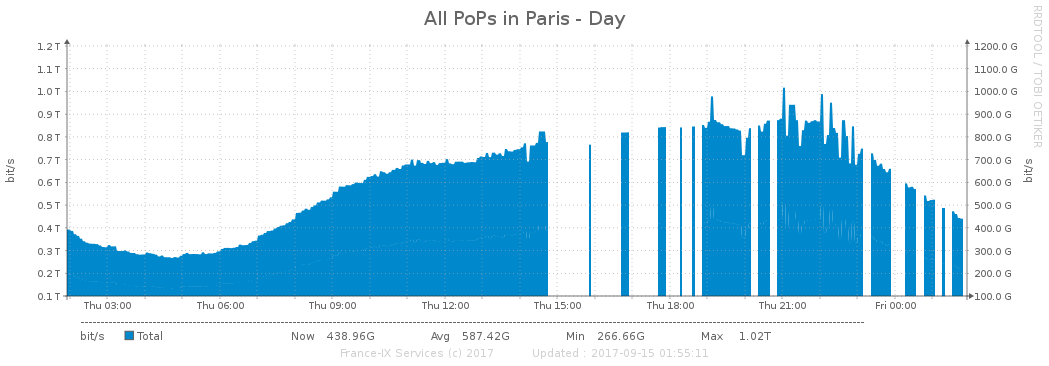 All PoPs in Paris - Day
RRDTOOL / TOBI OETIKER
1.2 T 1200.0 G
1.1 T 1100.0 G
1.0 T 1000.0 G
0.9 T 900.0 G
0.8 T 800.0 G
0.7 T 700.0 G
0.6 T 600.0 G
0.5 T 500.0 G
0.4 T 400.0 G
0.3 T 300.0 G
0.2 T 200.0 G
0.1 T 100.0 G
bit/s
bit/s
Thu 03:00 Thu 06:00 Thu 09:00 Thu 12:00 Thu 15:00 Thu 18:00 Thu 21:00 Fri 00:00
bit/s Total Now 438.96G Avg 587.42G Min 266.66G Max 1.02T
France-IX Services (c) 2017 Updated : 2017-09-15 01:55:11